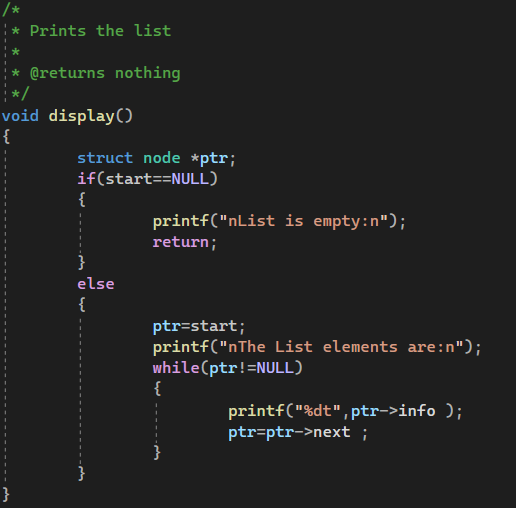 /*
 * Prints the list
 *
 * @returns nothing
 */
void display()
{
        struct node *ptr;
        if(start==NULL)
        {
                printf("nList is empty:n");
                return;
        }
        else
        {
                ptr=start;
                printf("nThe List elements are:n");
                while(ptr!=NULL)
                {
                        printf("%dt",ptr->info );
                        ptr=ptr->next ;
                }
        }
}